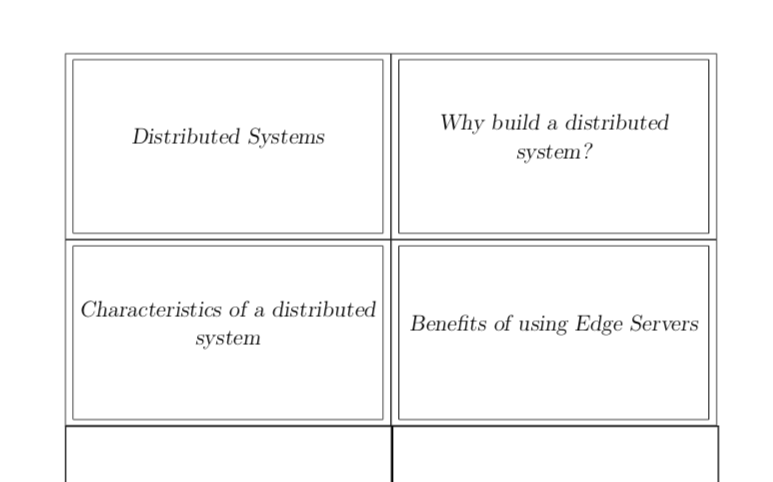 Distributed Systems
Why build a distributed
system?
Characteristics of a distributed
system
Benefits of using Edge Servers